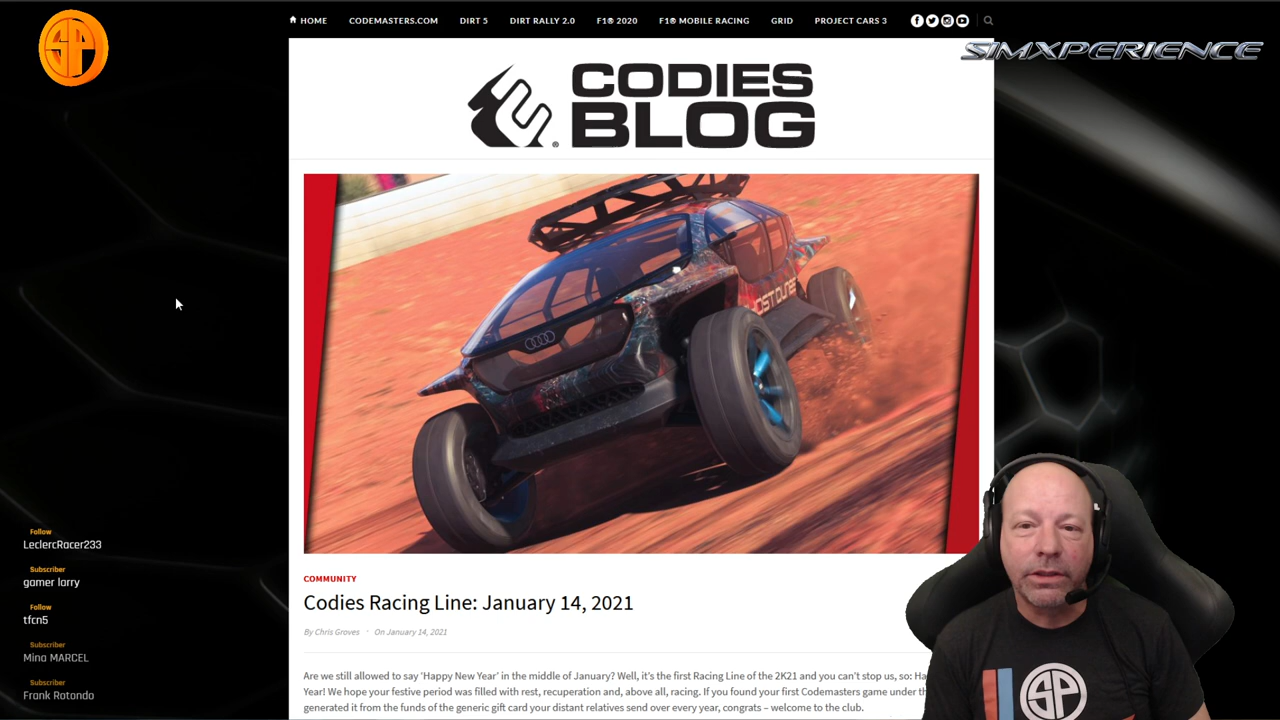 SP
HOME CODEMASTERS.COM DIRT 5 DIRT RALLY 2.0 F1® 2020 F1® MOBILE RACING GRID PROJECT CARS 3
SIMXPERIENCE
CODIES
BLOG
Follow
LeclercRacer233
Subscriber
gamer larry
Follow
tfcn5
Subscriber
Mina MARCEL
Subscriber
Frank Rotondo
COMMUNITY
Codies Racing Line: January 14, 2021
By Chris Groves · On January 14, 2021
Are we still allowed to say ‘Happy New Year’ in the middle of January? Well, it’s the first Racing Line of the 2K21 and you can’t stop us, so: Ha
Year! We hope your festive period was filled with rest, recuperation and, above all, racing. If you found your first Codemasters game under th
generated it from the funds of the generic gift card your distant relatives send over every year, congrats – welcome to the club.
SP